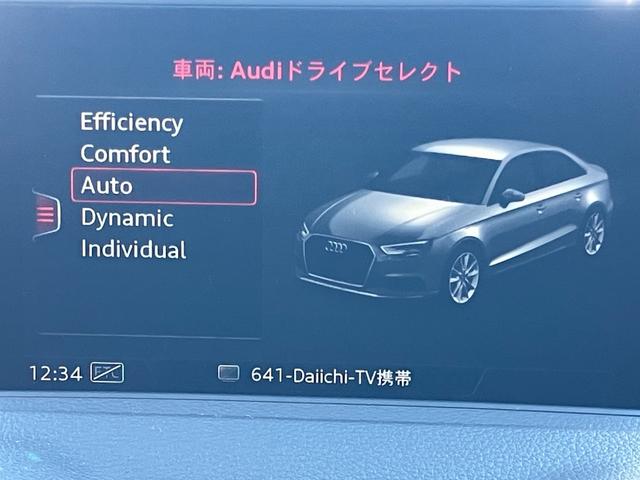 車両: Audiドライブセレクト
Efficiency
Comfort
Auto
Dynamic
Individual
12:34 ETC 641-Daiichi-TV携帯